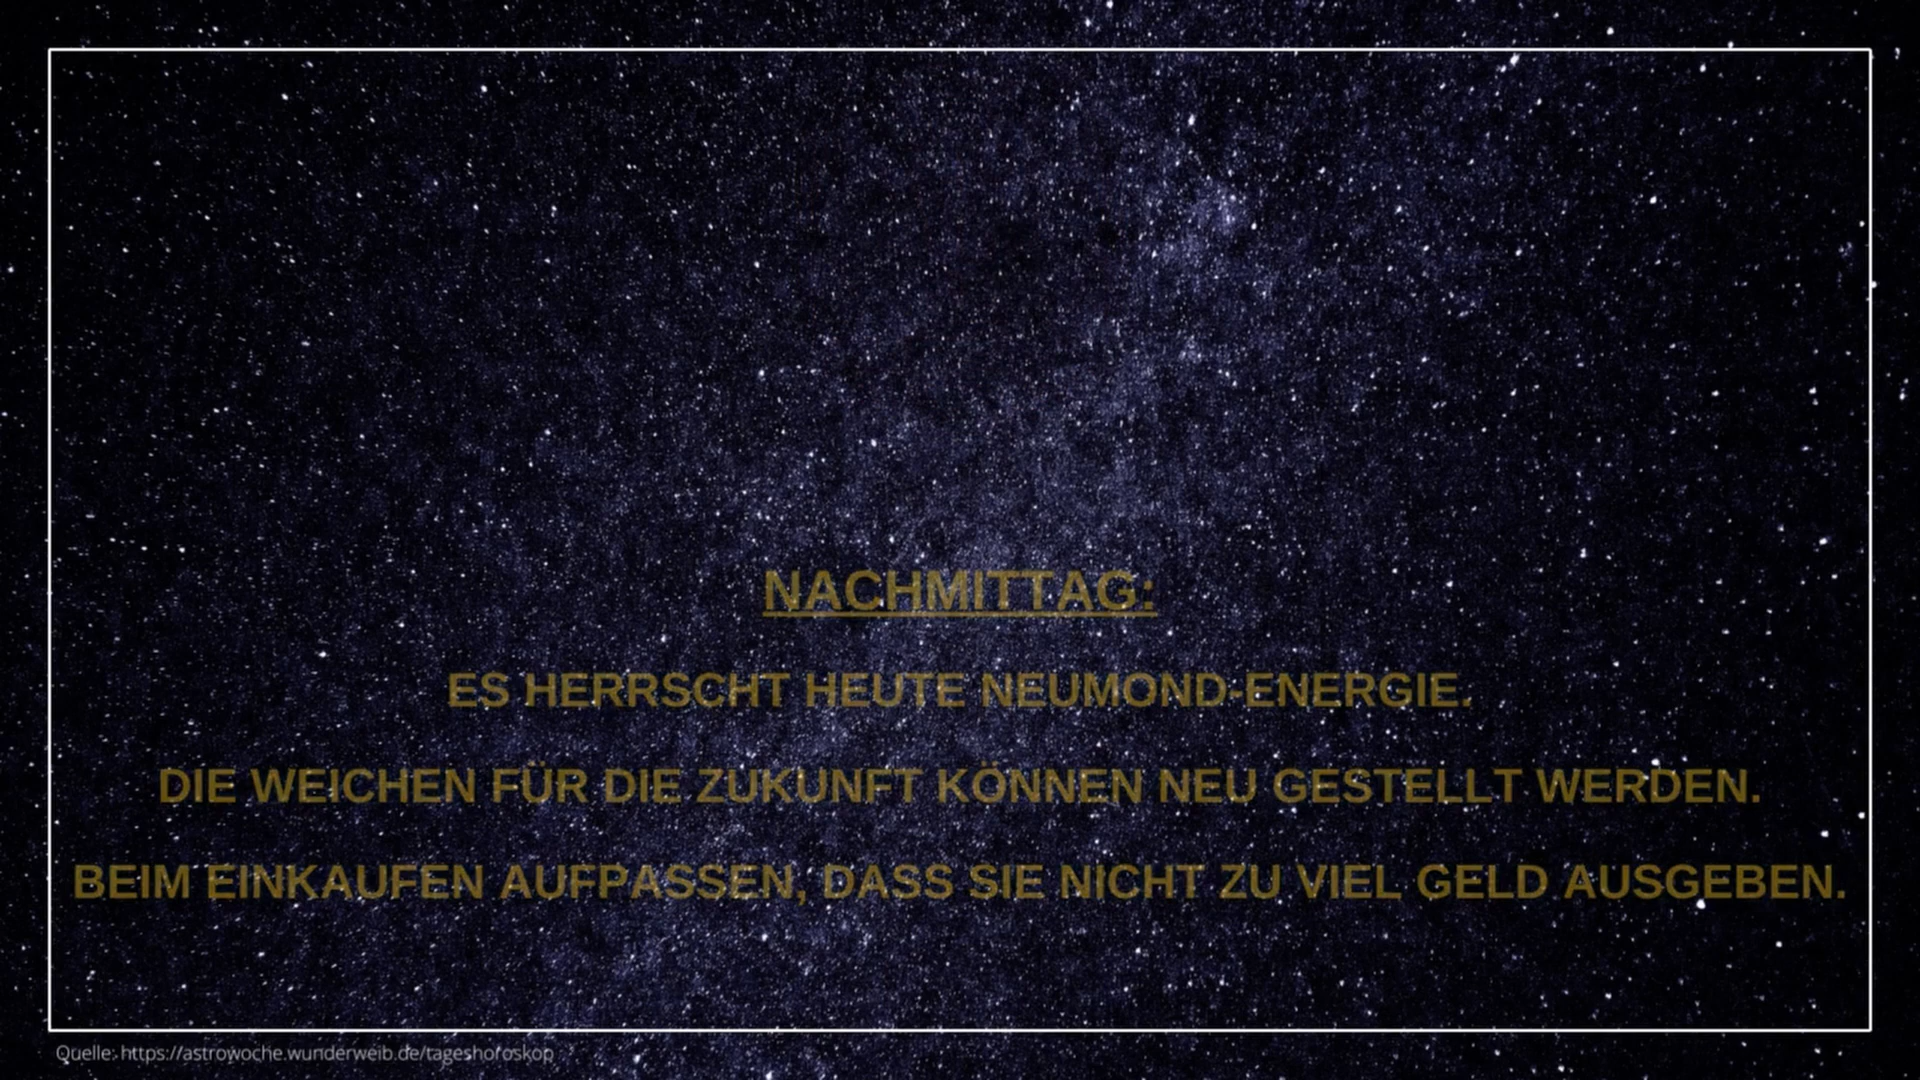 NACHMITTAG:
ES HERRSCHT HEUTE NEUMOND-ENERGIE.
DIE WEICHEN FÜR DIE ZUKUNFT KÖNNEN NEU GESTELLT WERDEN.
BEIM EINKAUFEN AUFPASSEN, DASS SIE NICHT ZU VIEL GELD AUSGEBEN.
Quelle: https://astrowoche.wunderweib.de/tageshoroskop